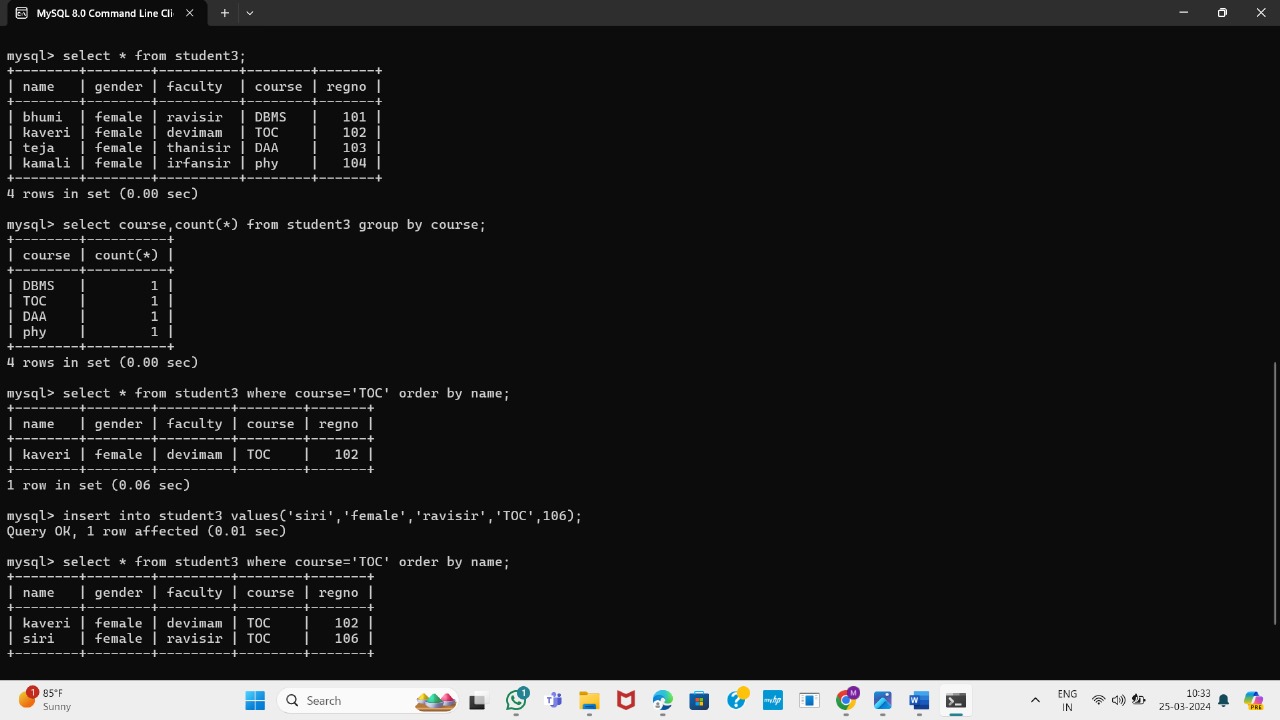 MySQL 8.0 Command Line Cli
mysql> select * from student3;
+--------+--------+----------+--------+-------+
| name   | gender | faculty  | course | regno |
+--------+--------+----------+--------+-------+
| bhumi  | female | ravisir  | DBMS   |   101 |
| kaveri | female | devimam  | TOC    |   102 |
| teja   | female | thanisir | DAA    |   103 |
| kamali | female | irfansir | phy    |   104 |
+--------+--------+----------+--------+-------+
4 rows in set (0.00 sec)
mysql> select course,count(*) from student3 group by course;
+--------+----------+
| course | count(*) |
+--------+----------+
| DBMS   |        1 |
| TOC    |        1 |
| DAA    |        1 |
| phy    |        1 |
+--------+----------+
4 rows in set (0.00 sec)
mysql> select * from student3 where course='TOC' order by name;
+--------+--------+---------+--------+-------+
| name   | gender | faculty | course | regno |
+--------+--------+---------+--------+-------+
| kaveri | female | devimam | TOC    |   102 |
+--------+--------+---------+--------+-------+
1 row in set (0.06 sec)
mysql> insert into student3 values('siri','female','ravisir','TOC',106);
Query OK, 1 row affected (0.01 sec)
mysql> select * from student3 where course='TOC' order by name;
+--------+--------+---------+--------+-------+
| name   | gender | faculty | course | regno |
+--------+--------+---------+--------+-------+
| kaveri | female | devimam | TOC    |   102 |
| siri   | female | ravisir | TOC    |   106 |
+--------+--------+---------+--------+-------+
1 85°F
Sunny
Search
1
myhp
M
ENG
IN
10:33
25-03-2024
PRE